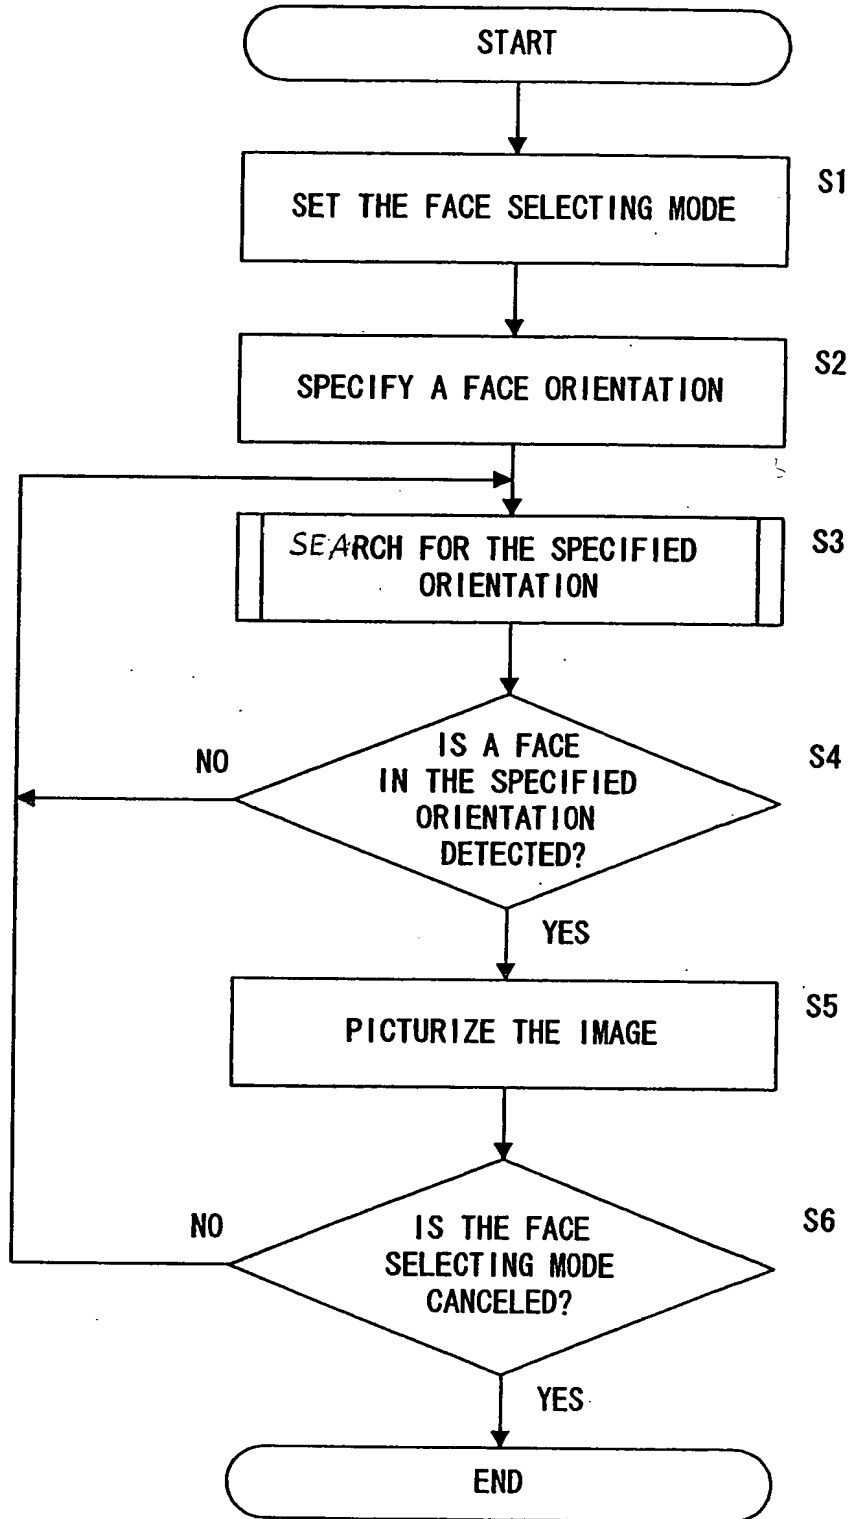 START
SET THE FACE SELECTING MODE
S1
SPECIFY A FACE ORIENTATION
S2
SEARCH FOR THE SPECIFIED
ORIENTATION
S3
IS A FACE
IN THE SPECIFIED
ORIENTATION
DETECTED?
S4
NO
YES
PICTURIZE THE IMAGE
S5
IS THE FACE
SELECTING MODE
CANCELED?
S6
NO
YES
END